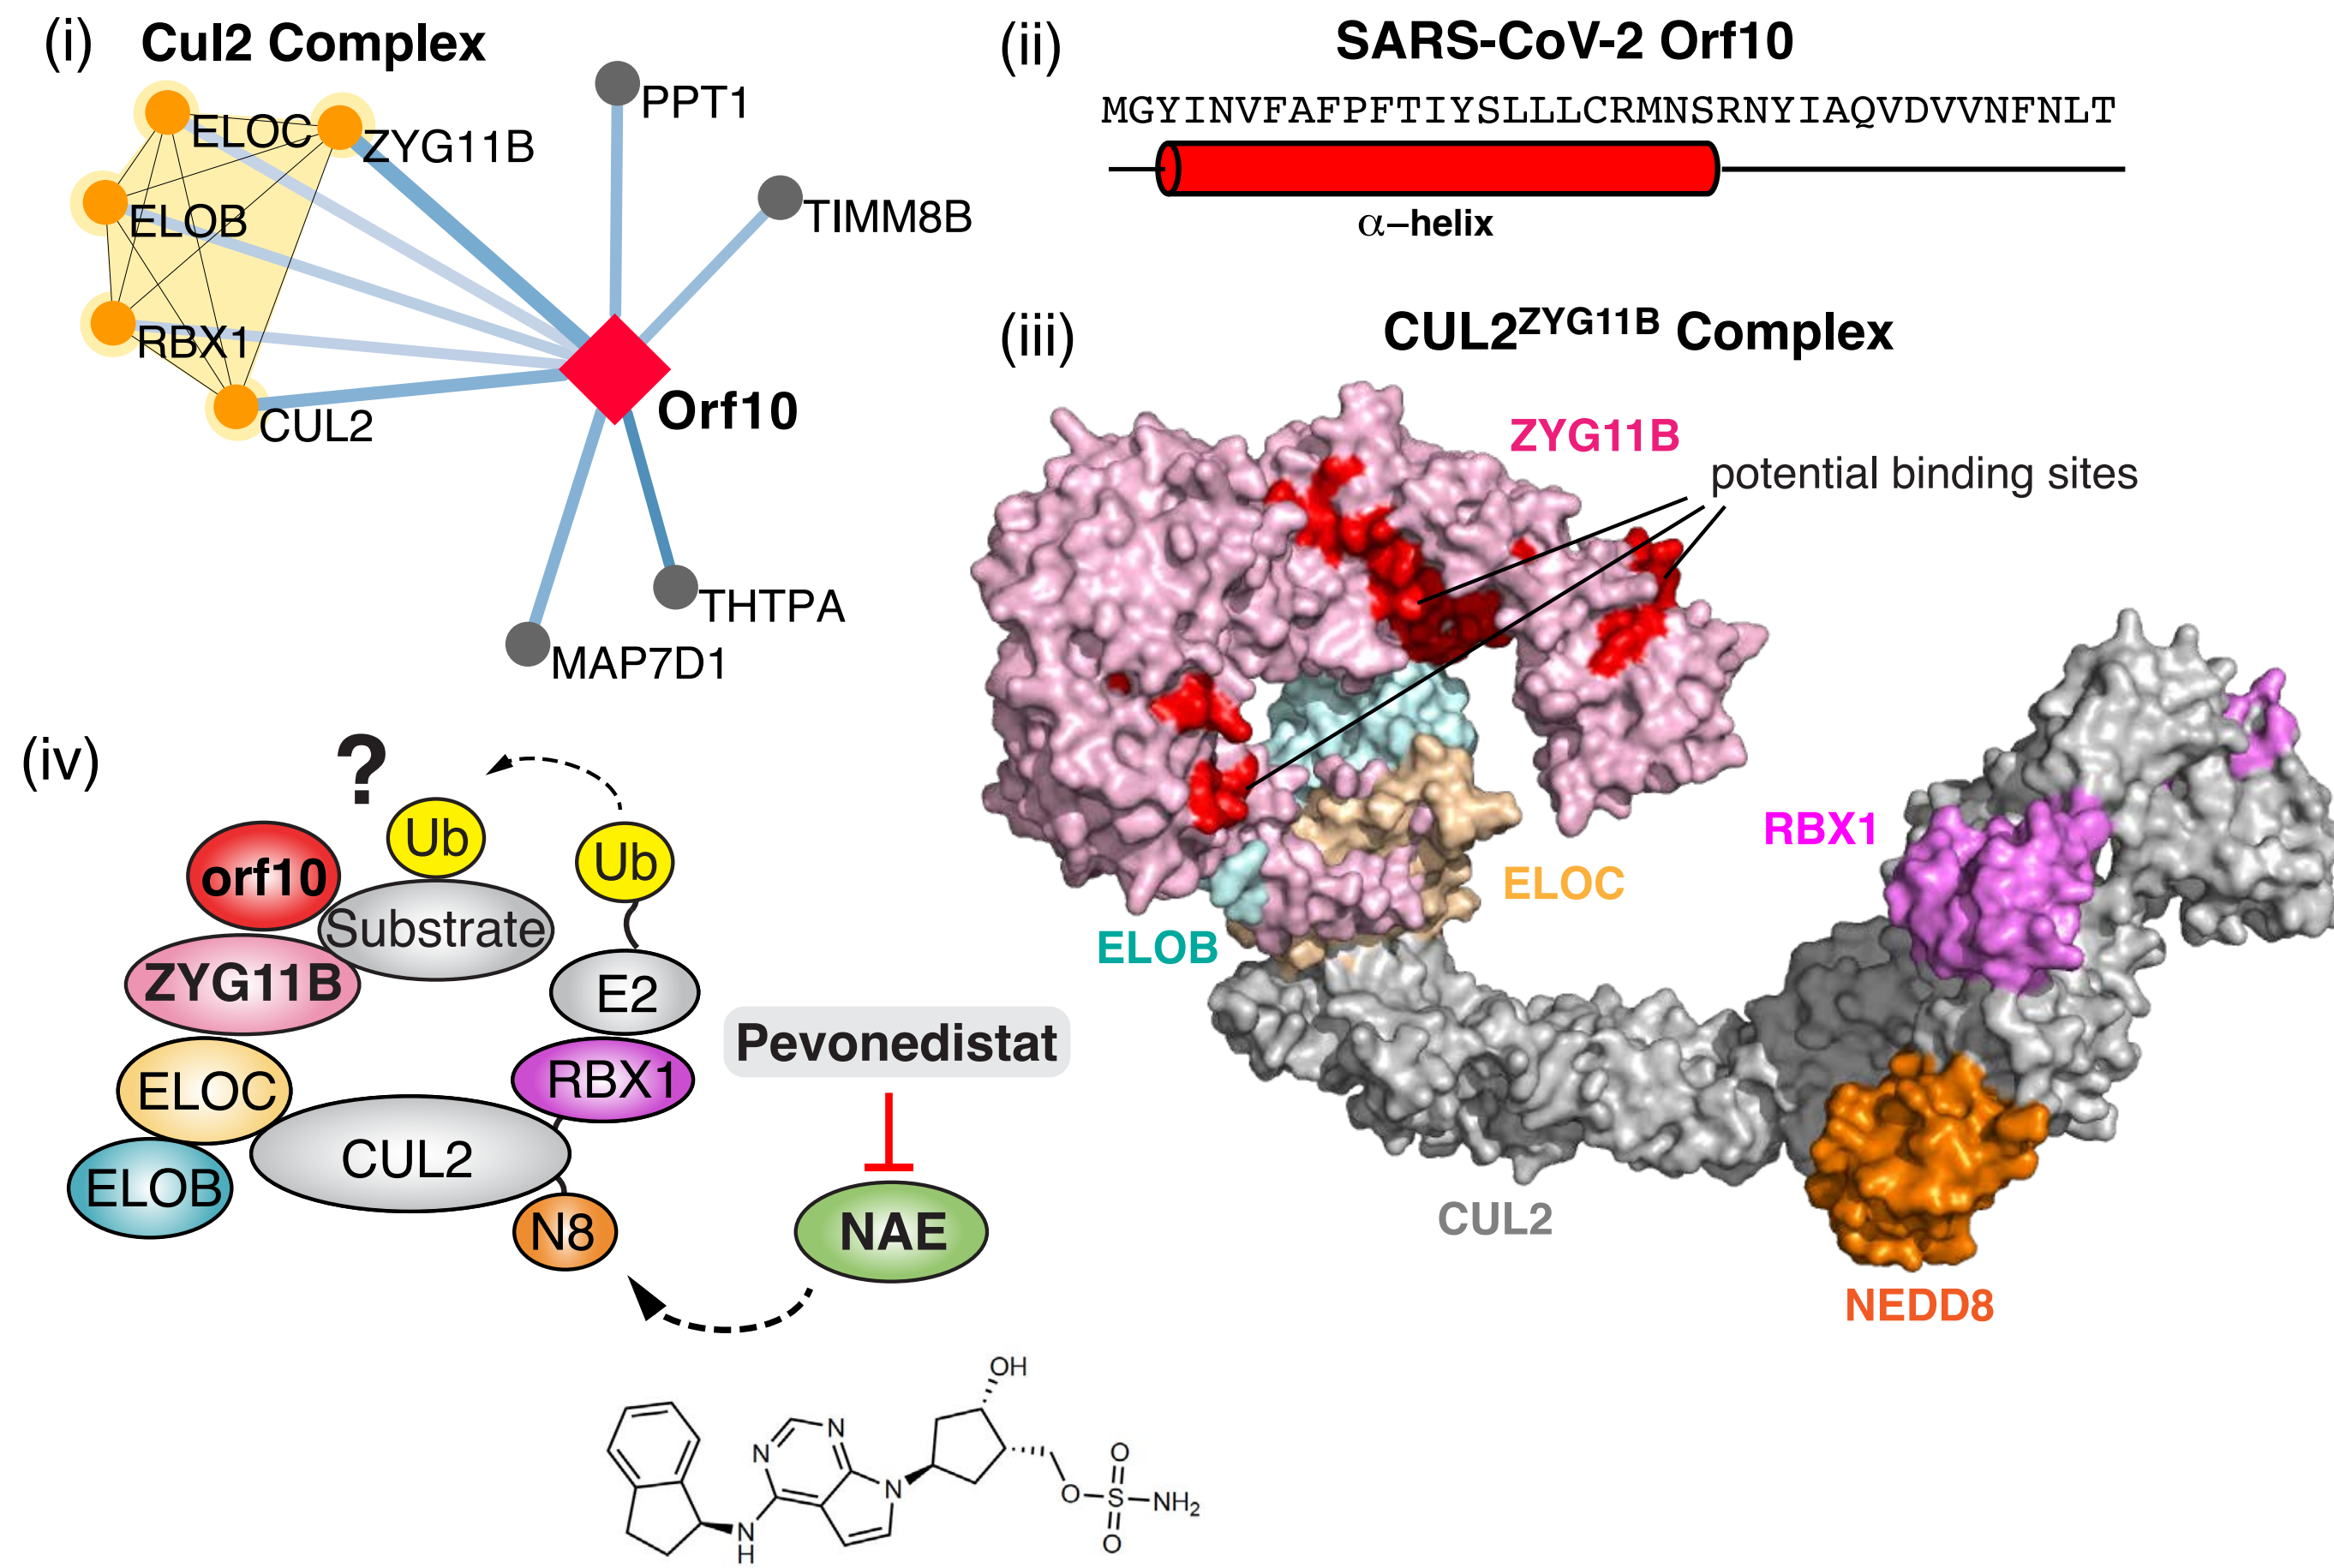 (i) Cul2 Complex
ELOC
ZYG11B
ELOB
RBX1
CUL2
PPT1
TIMM8B
Orf10
THTPA
MAP7D1
(ii) SARS-CoV-2 Orf10
MGYINVFAFPFTIYSLLLCRMNSRNYIAQVDVVNFNLT
α–helix
(iii) CUL2ZYG11B Complex
ZYG11B
potential binding sites
RBX1
ELOC
ELOB
CUL2
NEDD8
(iv)
?
Ub
Ub
orf10
Substrate
ZYG11B
E2
RBX1
ELOC
CUL2
ELOB
N8
Pevonedistat
NAE
OH
N
N
N
N
H
O
O
S
NH2
O